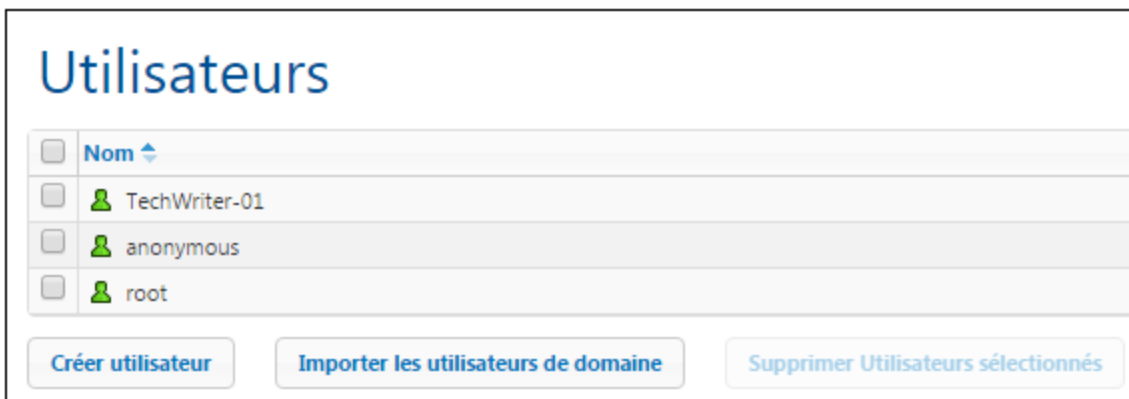 Utilisateurs
Nom
TechWriter-01
anonymous
root
Créer utilisateur Importer les utilisateurs de domaine Supprimer Utilisateurs sélectionnés